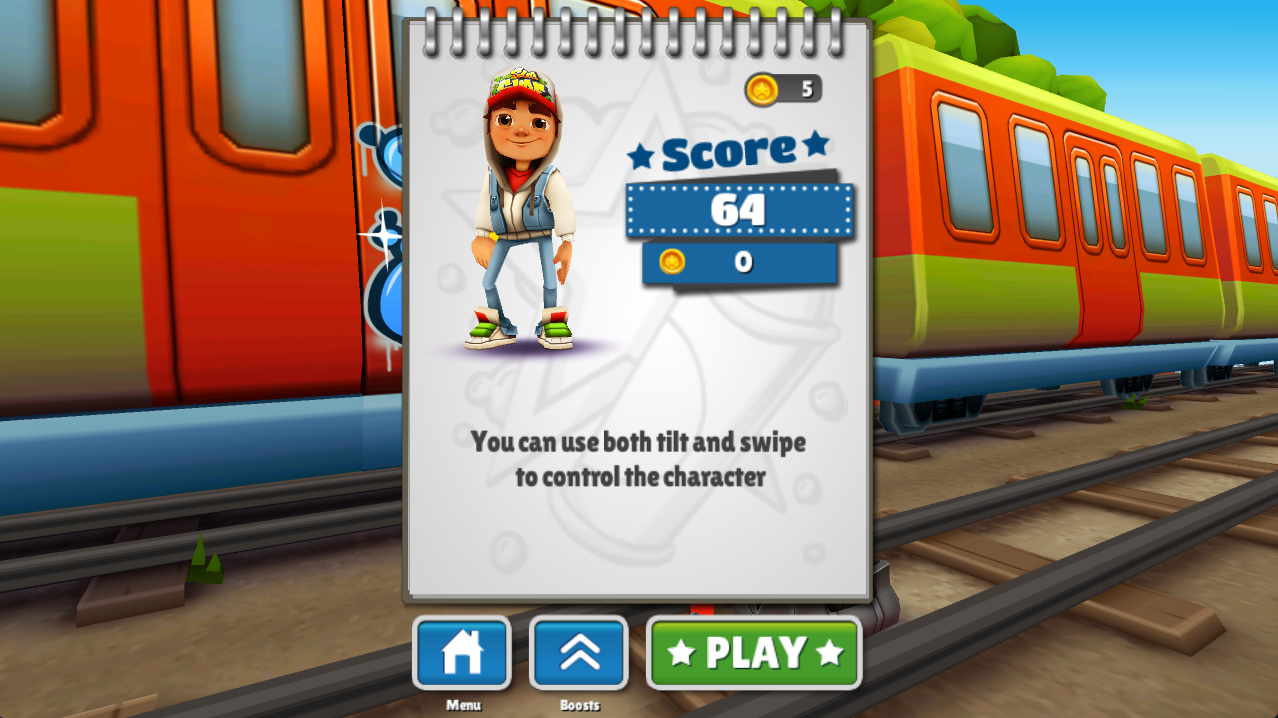 5
Score
64
0
You can use both tilt and swipe
to control the character
PLAY
Menu
Boosts